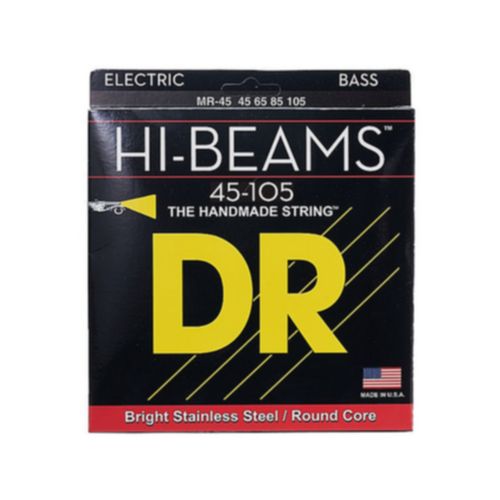 ELECTRIC BASS
MR-45 45 65 85 105
HI-BEAMS™
45-105
THE HANDMADE STRING™
DR
MADE IN U.S.A.
Bright Stainless Steel / Round Core